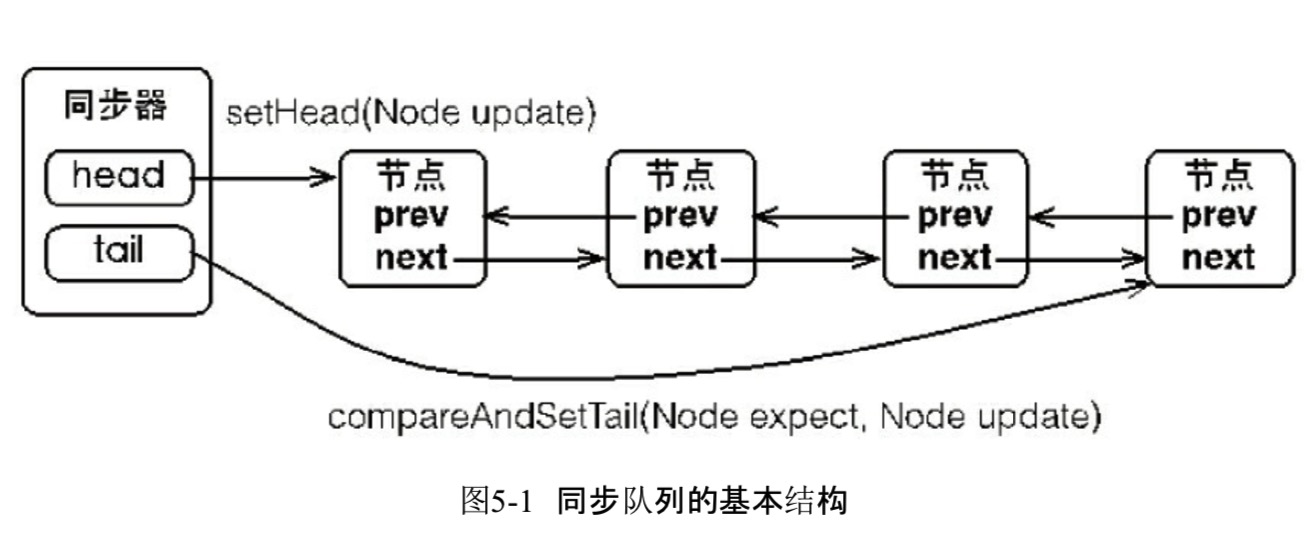 同步器
head
tail
setHead(Node update)
节点
prev
next
节点
prev
next
节点
prev
next
节点
prev
next
compareAndSetTail(Node expect, Node update)
图5-1 同步队列的基本结构